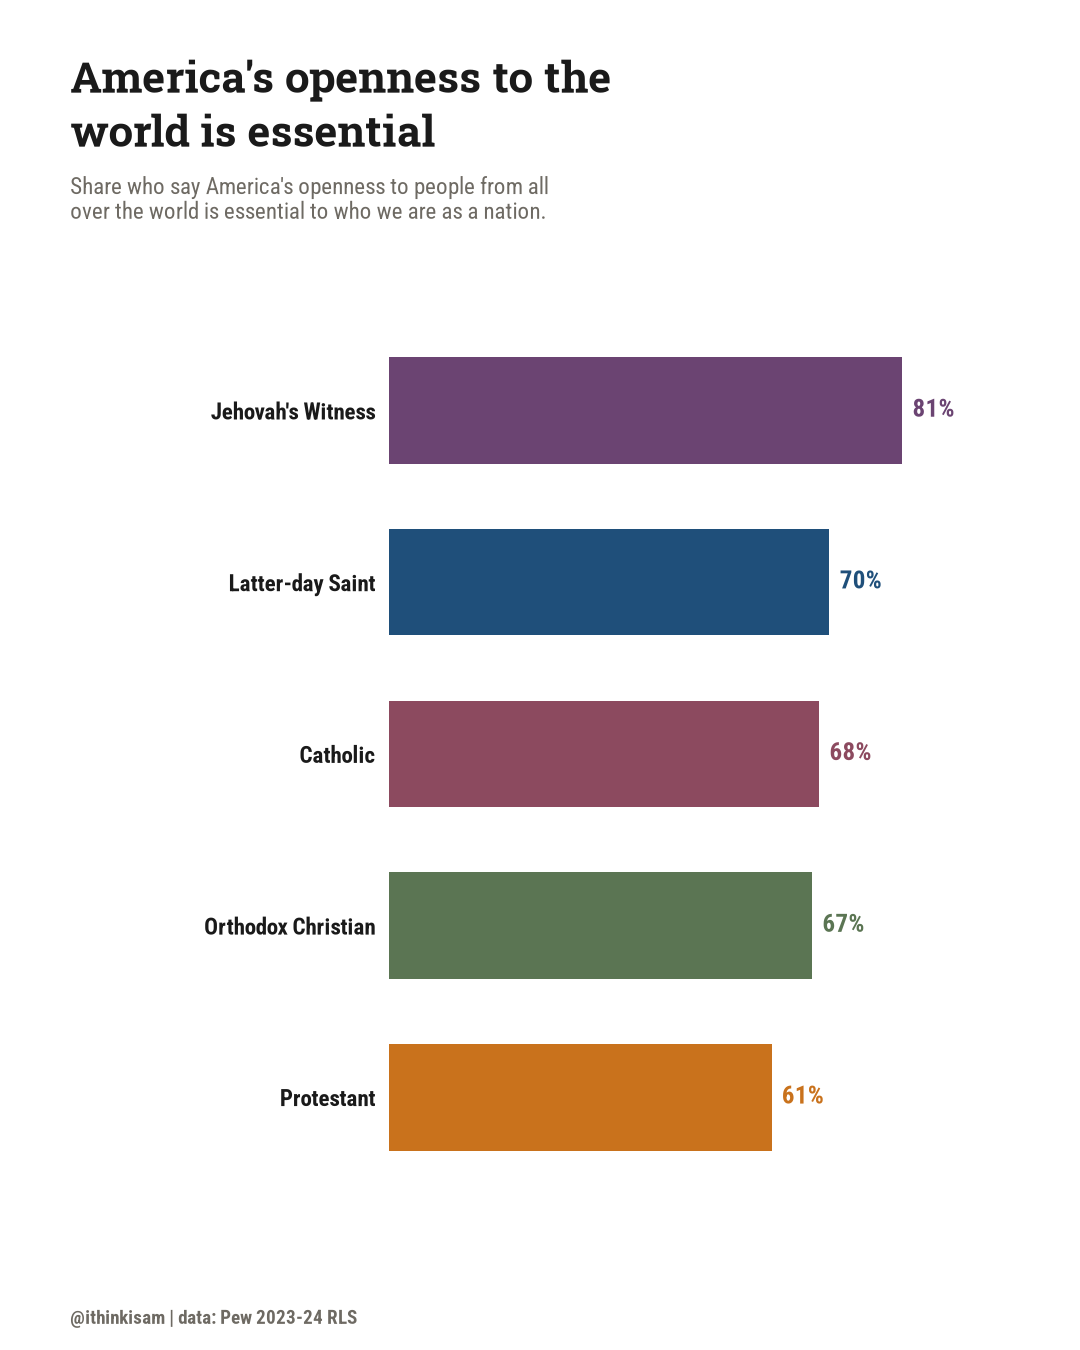 America's openness to the
world is essential
Share who say America's openness to people from all
over the world is essential to who we are as a nation.
Jehovah's Witness
81%
Latter-day Saint
70%
Catholic
68%
Orthodox Christian
67%
Protestant
61%
@ithinkisam | data: Pew 2023-24 RLS